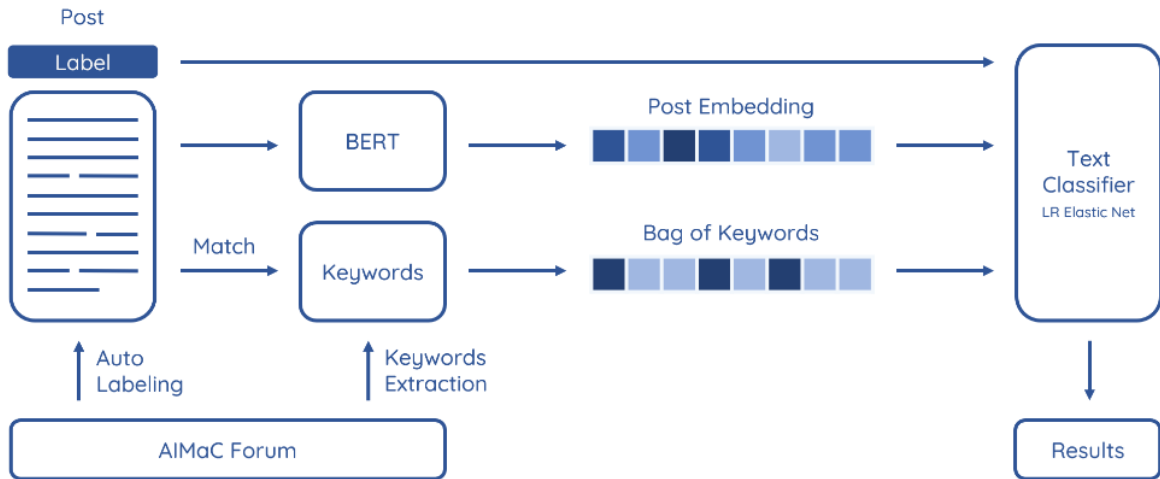 Post
Label
BERT
Post Embedding
Text
Classifier
LR Elastic Net
Match
Keywords
Bag of Keywords
Auto
Labeling
Keywords
Extraction
AIMaC Forum
Results